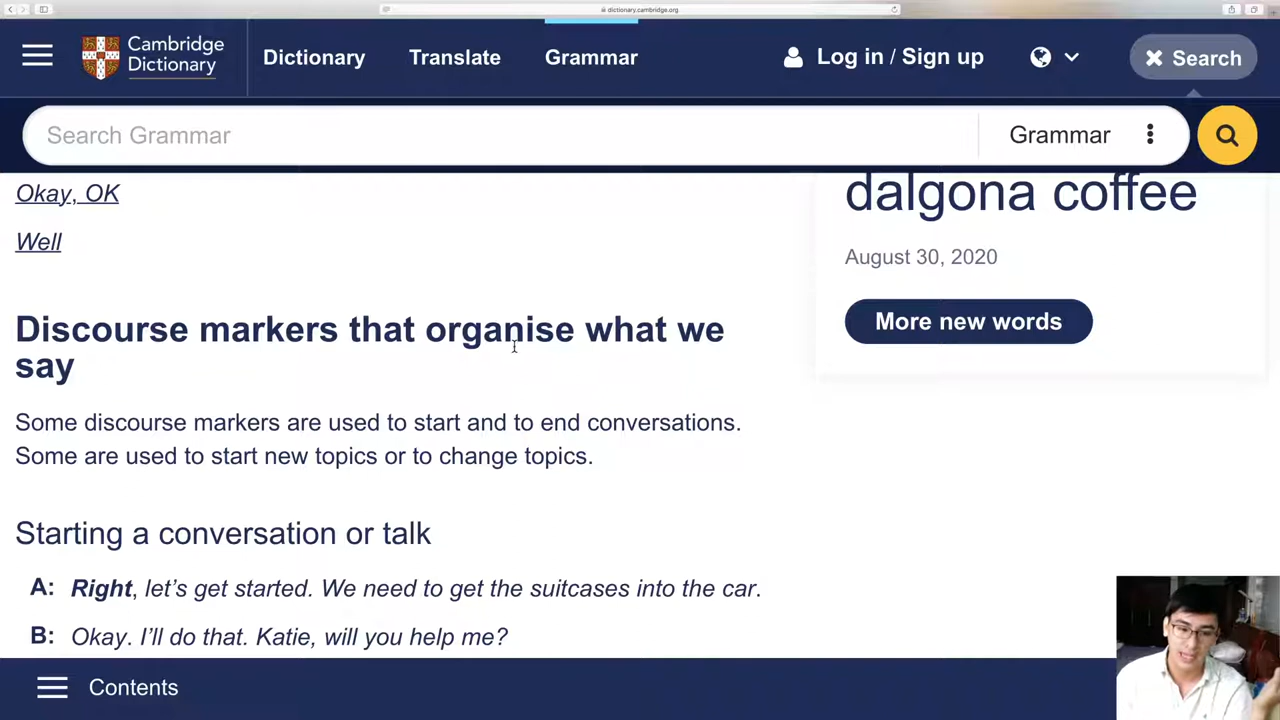 dictionary.cambridge.org
Cambridge
Dictionary
Dictionary
Translate
Grammar
Log in / Sign up
Search
Search Grammar
Grammar
Okay, OK
Well
dalgona coffee
August 30, 2020
More new words
Discourse markers that organise what we
say
Some discourse markers are used to start and to end conversations.
Some are used to start new topics or to change topics.
Starting a conversation or talk
A: Right, let’s get started. We need to get the suitcases into the car.
B: Okay. I’ll do that. Katie, will you help me?
Contents